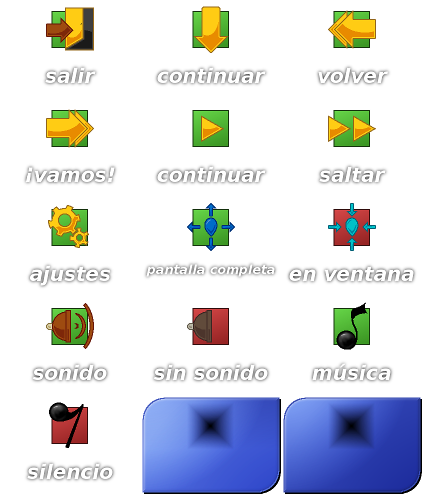 salir
continuar
volver
¡vamos!
continuar
saltar
ajustes
pantalla completa
en ventana
sonido
sin sonido
música
silencio